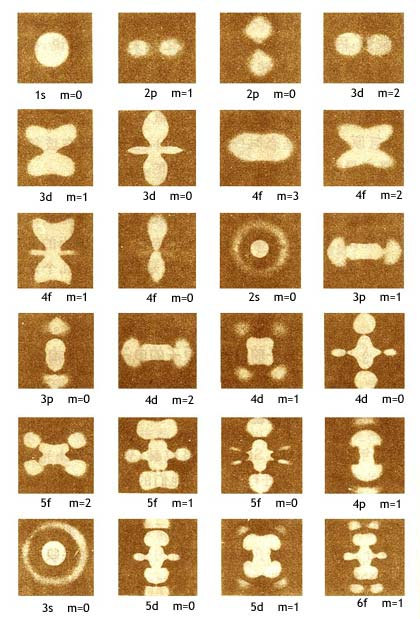 1s m=0 2p m=1 2p m=0 3d m=2
3d m=1 3d m=0 4f m=3 4f m=2
4f m=1 4f m=0 2s m=0 3p m=1
3p m=0 4d m=2 4d m=1 4d m=0
5f m=2 5f m=1 5f m=0 4p m=1
3s m=0 5d m=0 5d m=1 6f m=1